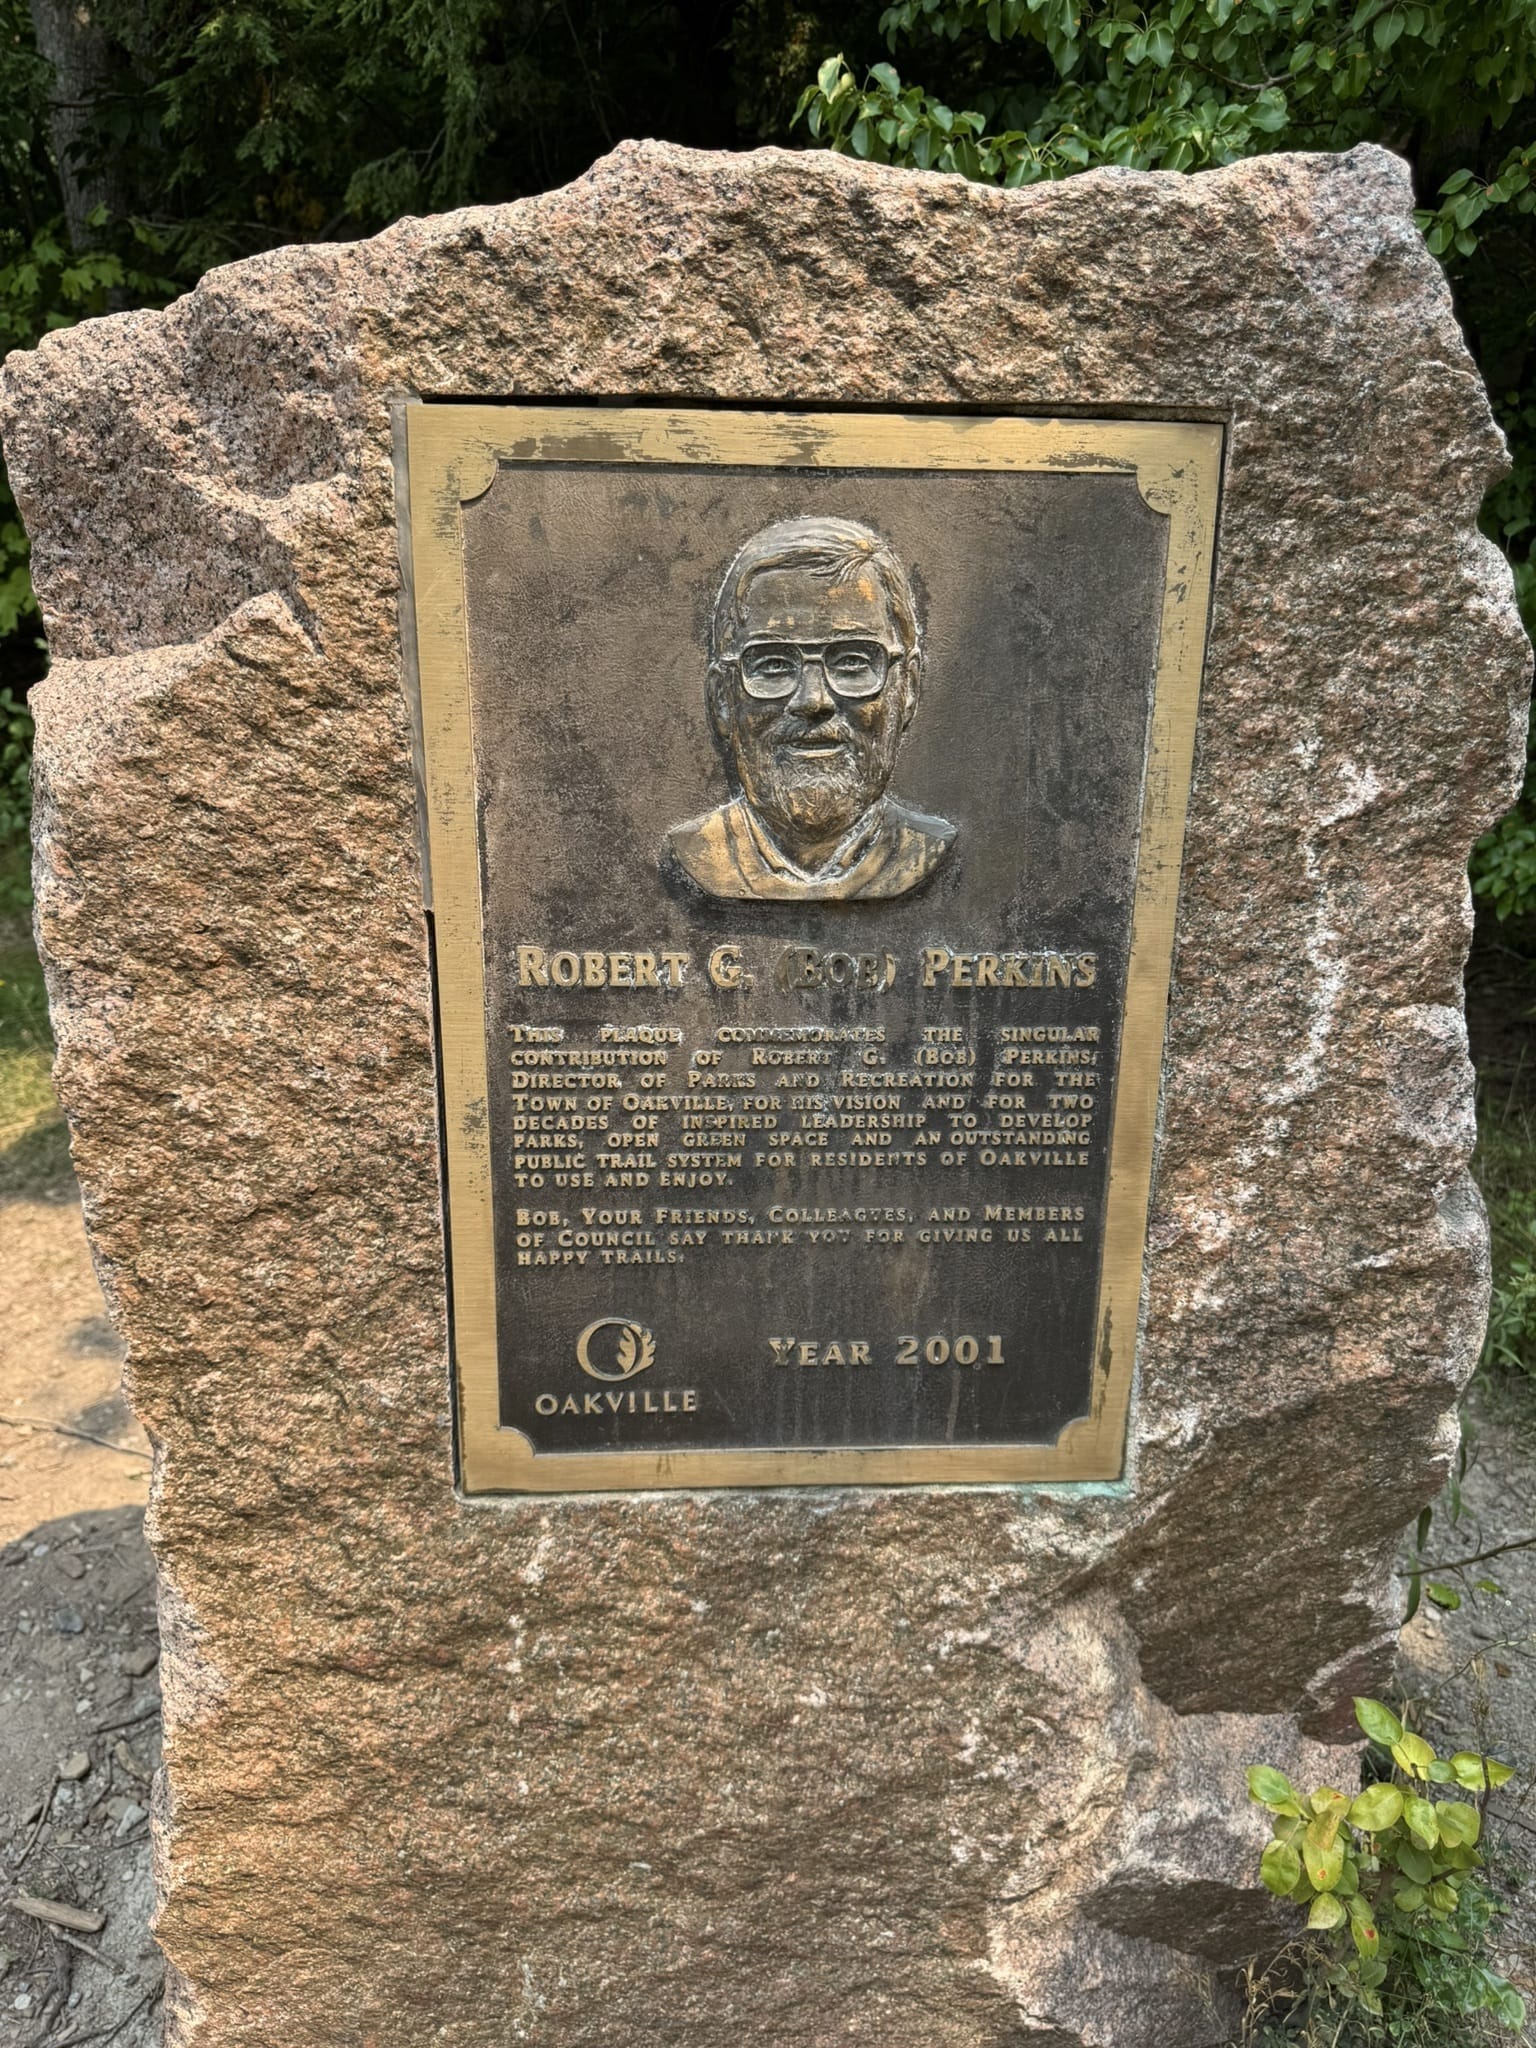 ROBERT G. (BOB) PERKINS
THIS PLAQUE COMMEMORATES THE SINGULAR
CONTRIBUTION OF ROBERT G. (BOB) PERKINS,
DIRECTOR OF PARKS AND RECREATION FOR THE
TOWN OF OAKVILLE, FOR HIS VISION AND FOR TWO
DECADES OF INSPIRED LEADERSHIP TO DEVELOP
PARKS, OPEN GREEN SPACE AND AN OUTSTANDING
PUBLIC TRAIL SYSTEM FOR RESIDENTS OF OAKVILLE
TO USE AND ENJOY.
BOB, YOUR FRIENDS, COLLEAGUES, AND MEMBERS
OF COUNCIL SAY THANK YOU FOR GIVING US ALL
HAPPY TRAILS.
YEAR 2001
OAKVILLE